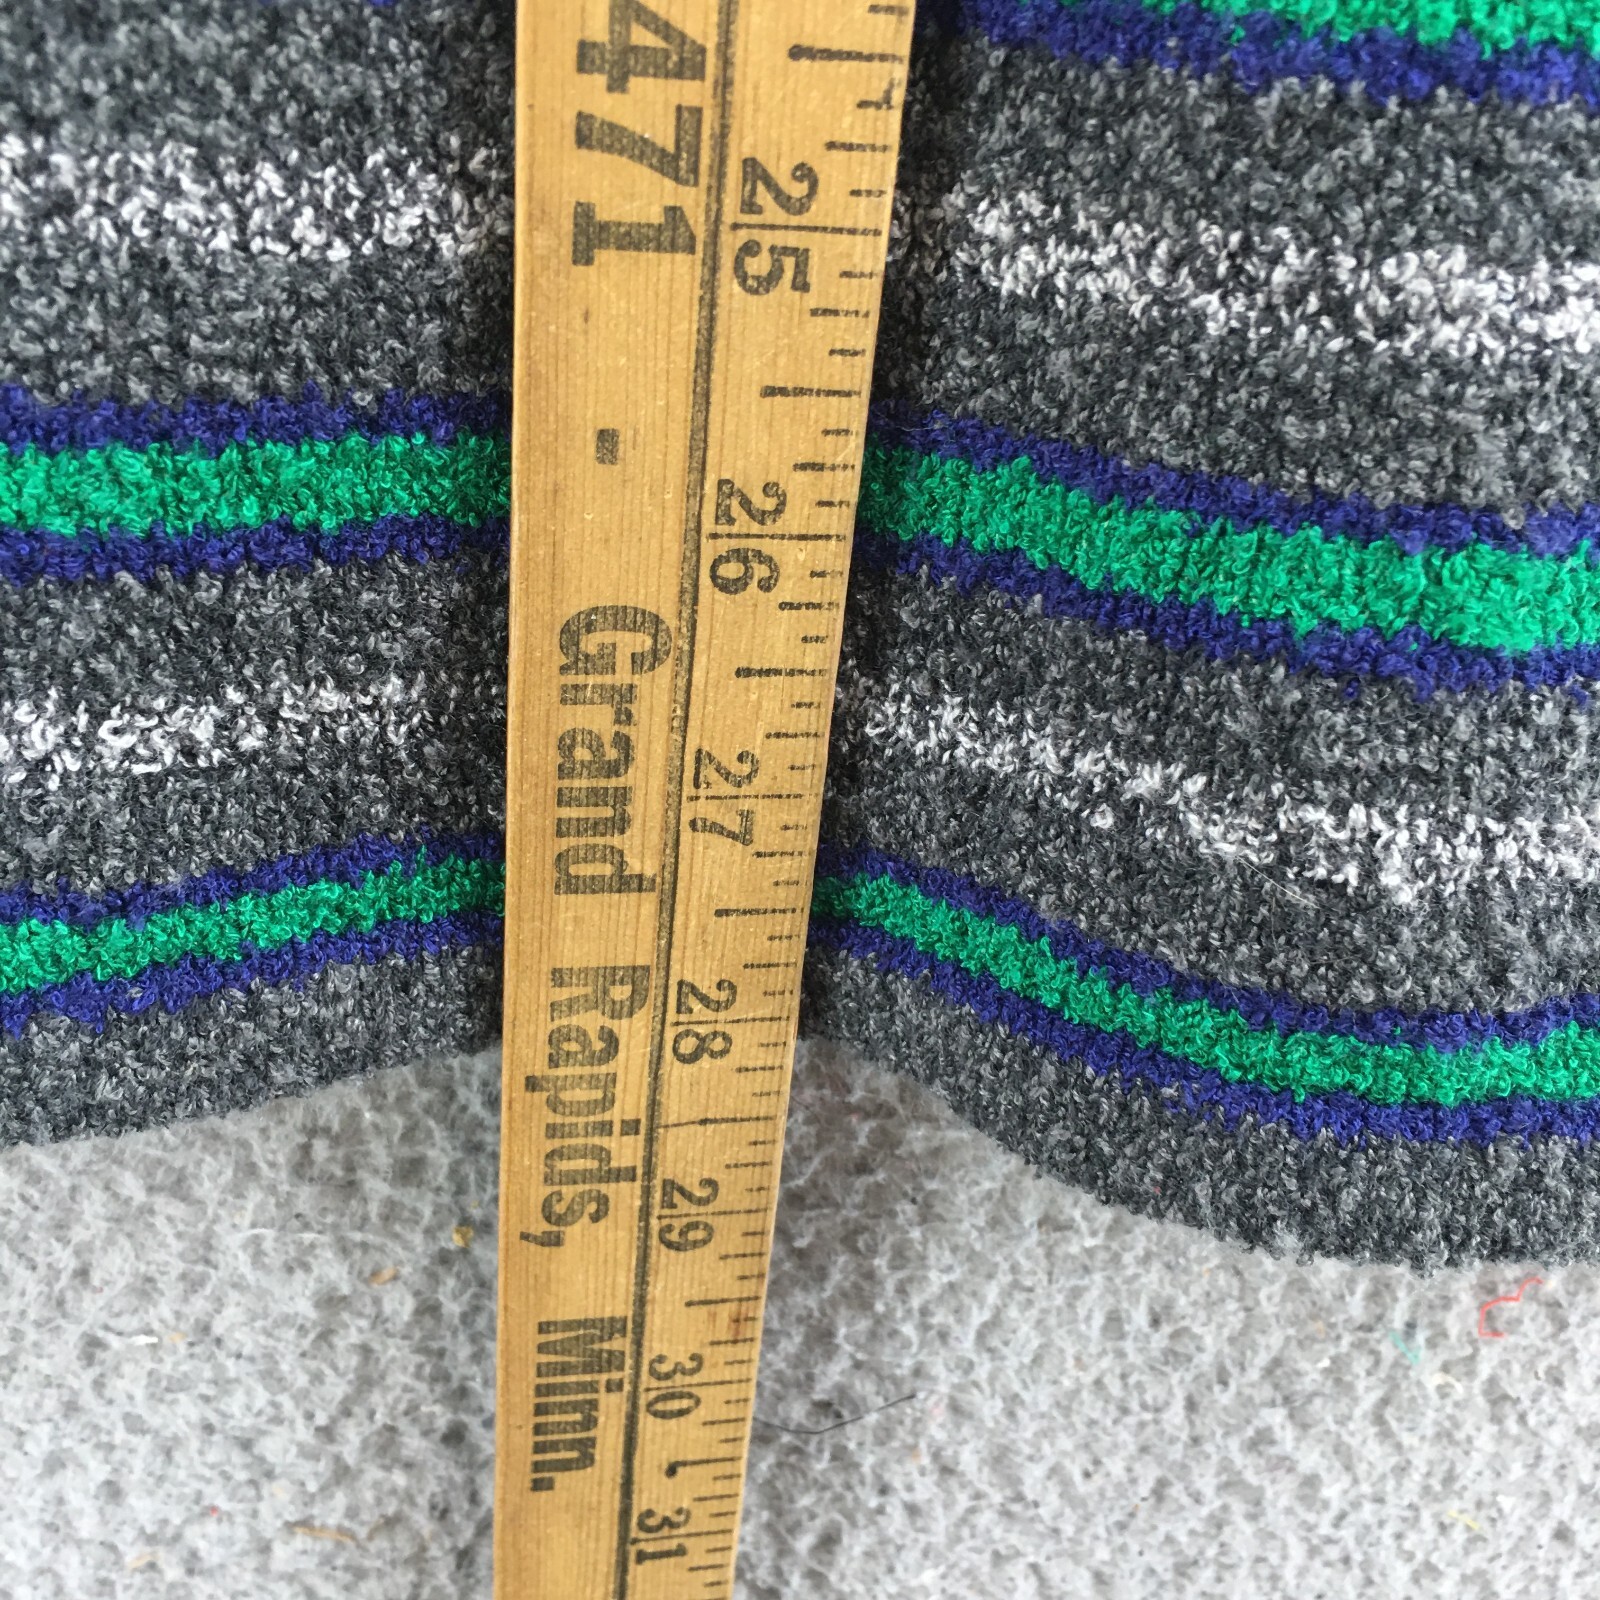 471 - Grand Rapids, Minn.
25 26 27 28 29 30 31